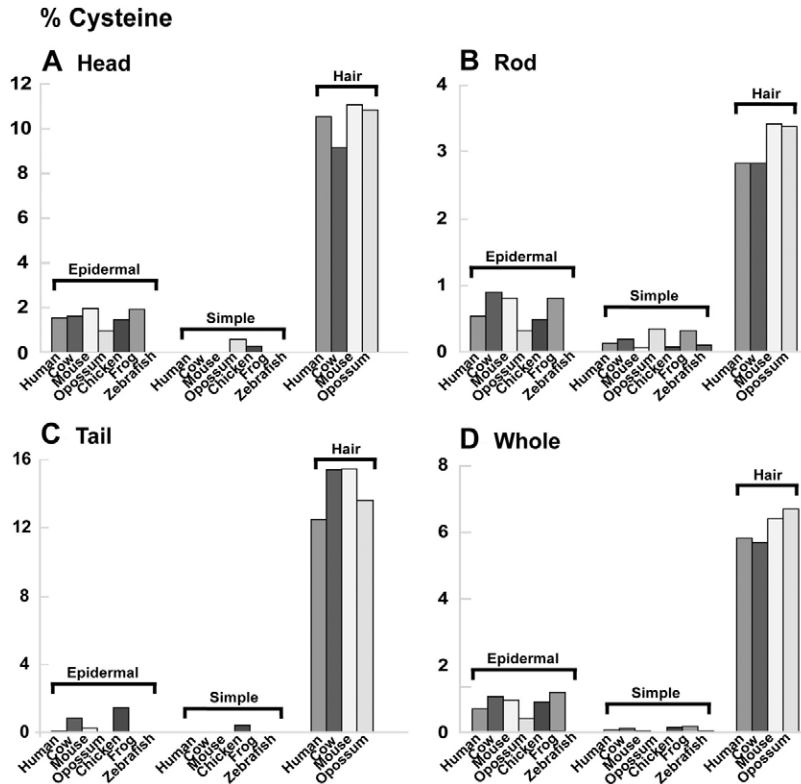 % Cysteine
A Head
12
10
8
6
4
2
0
Epidermal
Simple
Hair
Human
Cow
Mouse
Opossum
Chicken
Frog
Zebrafish
Human
Cow
Mouse
Opossum
Chicken
Frog
Zebrafish
Human
Cow
Mouse
Opossum
B Rod
4
3
2
1
0
Epidermal
Simple
Hair
Human
Cow
Mouse
Opossum
Chicken
Frog
Zebrafish
Human
Cow
Mouse
Opossum
Chicken
Frog
Zebrafish
Human
Cow
Mouse
Opossum
C Tail
16
12
8
4
0
Epidermal
Simple
Hair
Human
Cow
Mouse
Opossum
Chicken
Frog
Zebrafish
Human
Cow
Mouse
Chicken
Frog
Zebrafish
Human
Cow
Mouse
Opossum
D Whole
8
6
4
2
0
Epidermal
Simple
Hair
Human
Cow
Mouse
Opossum
Chicken
Frog
Zebrafish
Human
Cow
Mouse
Opossum
Chicken
Frog
Zebrafish
Human
Cow
Mouse
Opossum